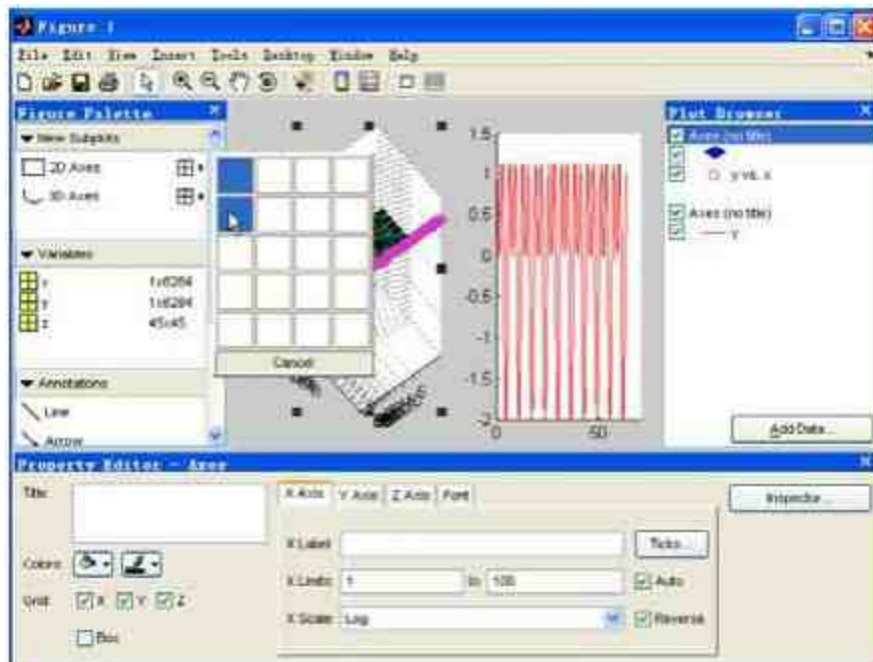 Figure 1
File Edit View Insert Tools Desktop Window Help
Figure Palette
New Subplots
2D Axes
3D Axes
Variables
x 1x6284
y 1x6284
z 45x45
Annotations
Line
Arrow
Cancel
1.5
1
0.5
0
-0.5
-1
-1.5
-2
0 50
Plot Browser
Axes (no title)
y vs. x
Axes (no title)
Y
Add Data...
Property Editor - Axes
Title:
Colors:
Grid: X Y Z
Box
X Axis Y Axis Z Axis Font
X Label: Ticks...
X Limits: 1 to 100 Auto
X Scale: Log Reverse
Inspector...